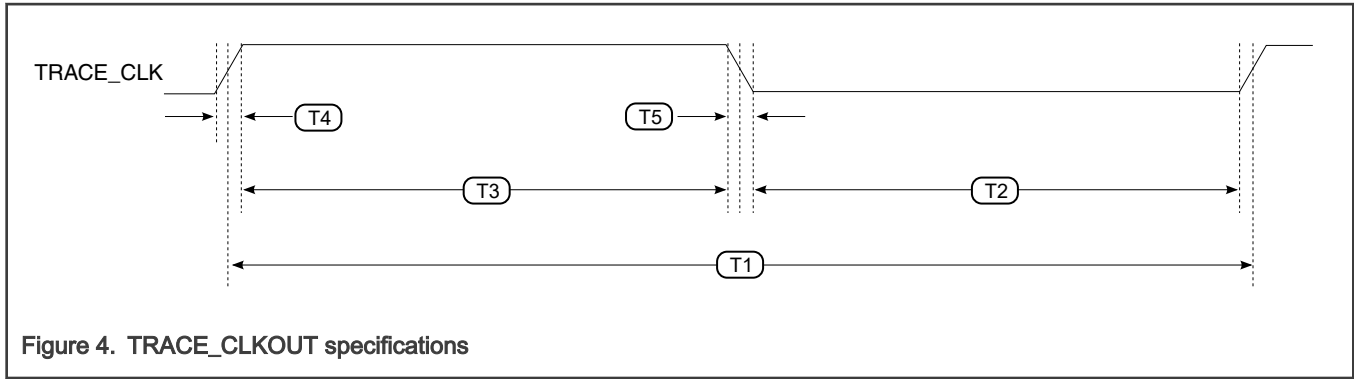 TRACE_CLK
T4
T5
T3
T2
T1
Figure 4. TRACE_CLKOUT specifications